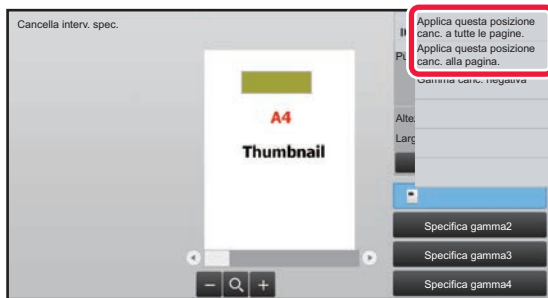 Cancella interv. spec.
Applica questa posizione
canc. a tutte le pagine.
Applica questa posizione
canc. alla pagina.
Gamma canc. negativa
A4
Thumbnail
Specifica gamma2
Specifica gamma3
Specifica gamma4